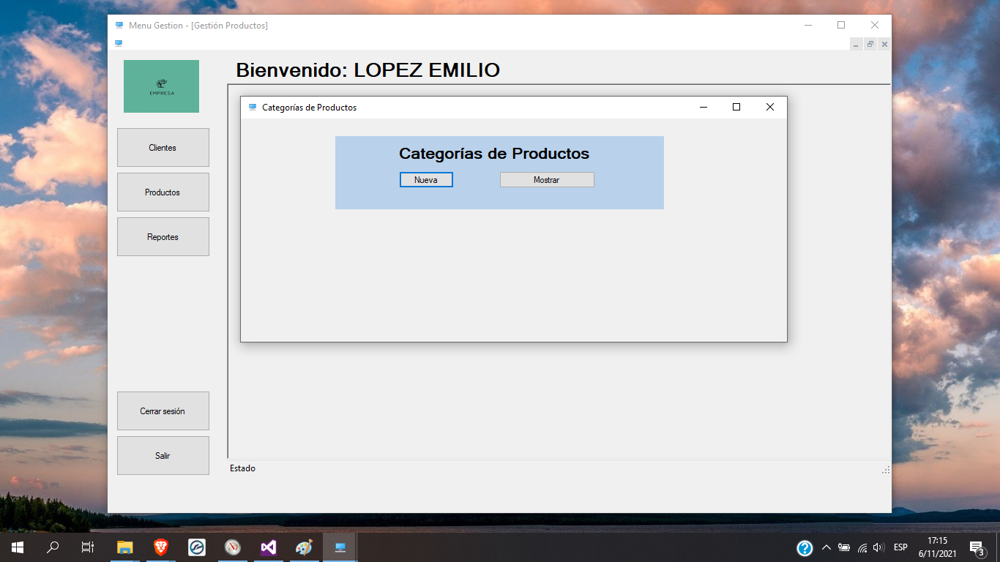 Menu Gestion - [Gestión Productos]
EMPRESA
Bienvenido: LOPEZ EMILIO
Categorías de Productos
Categorías de Productos
Nueva
Mostrar
Clientes
Productos
Reportes
Cerrar sesión
Salir
Estado
ESP
17:15
6/11/2021
3